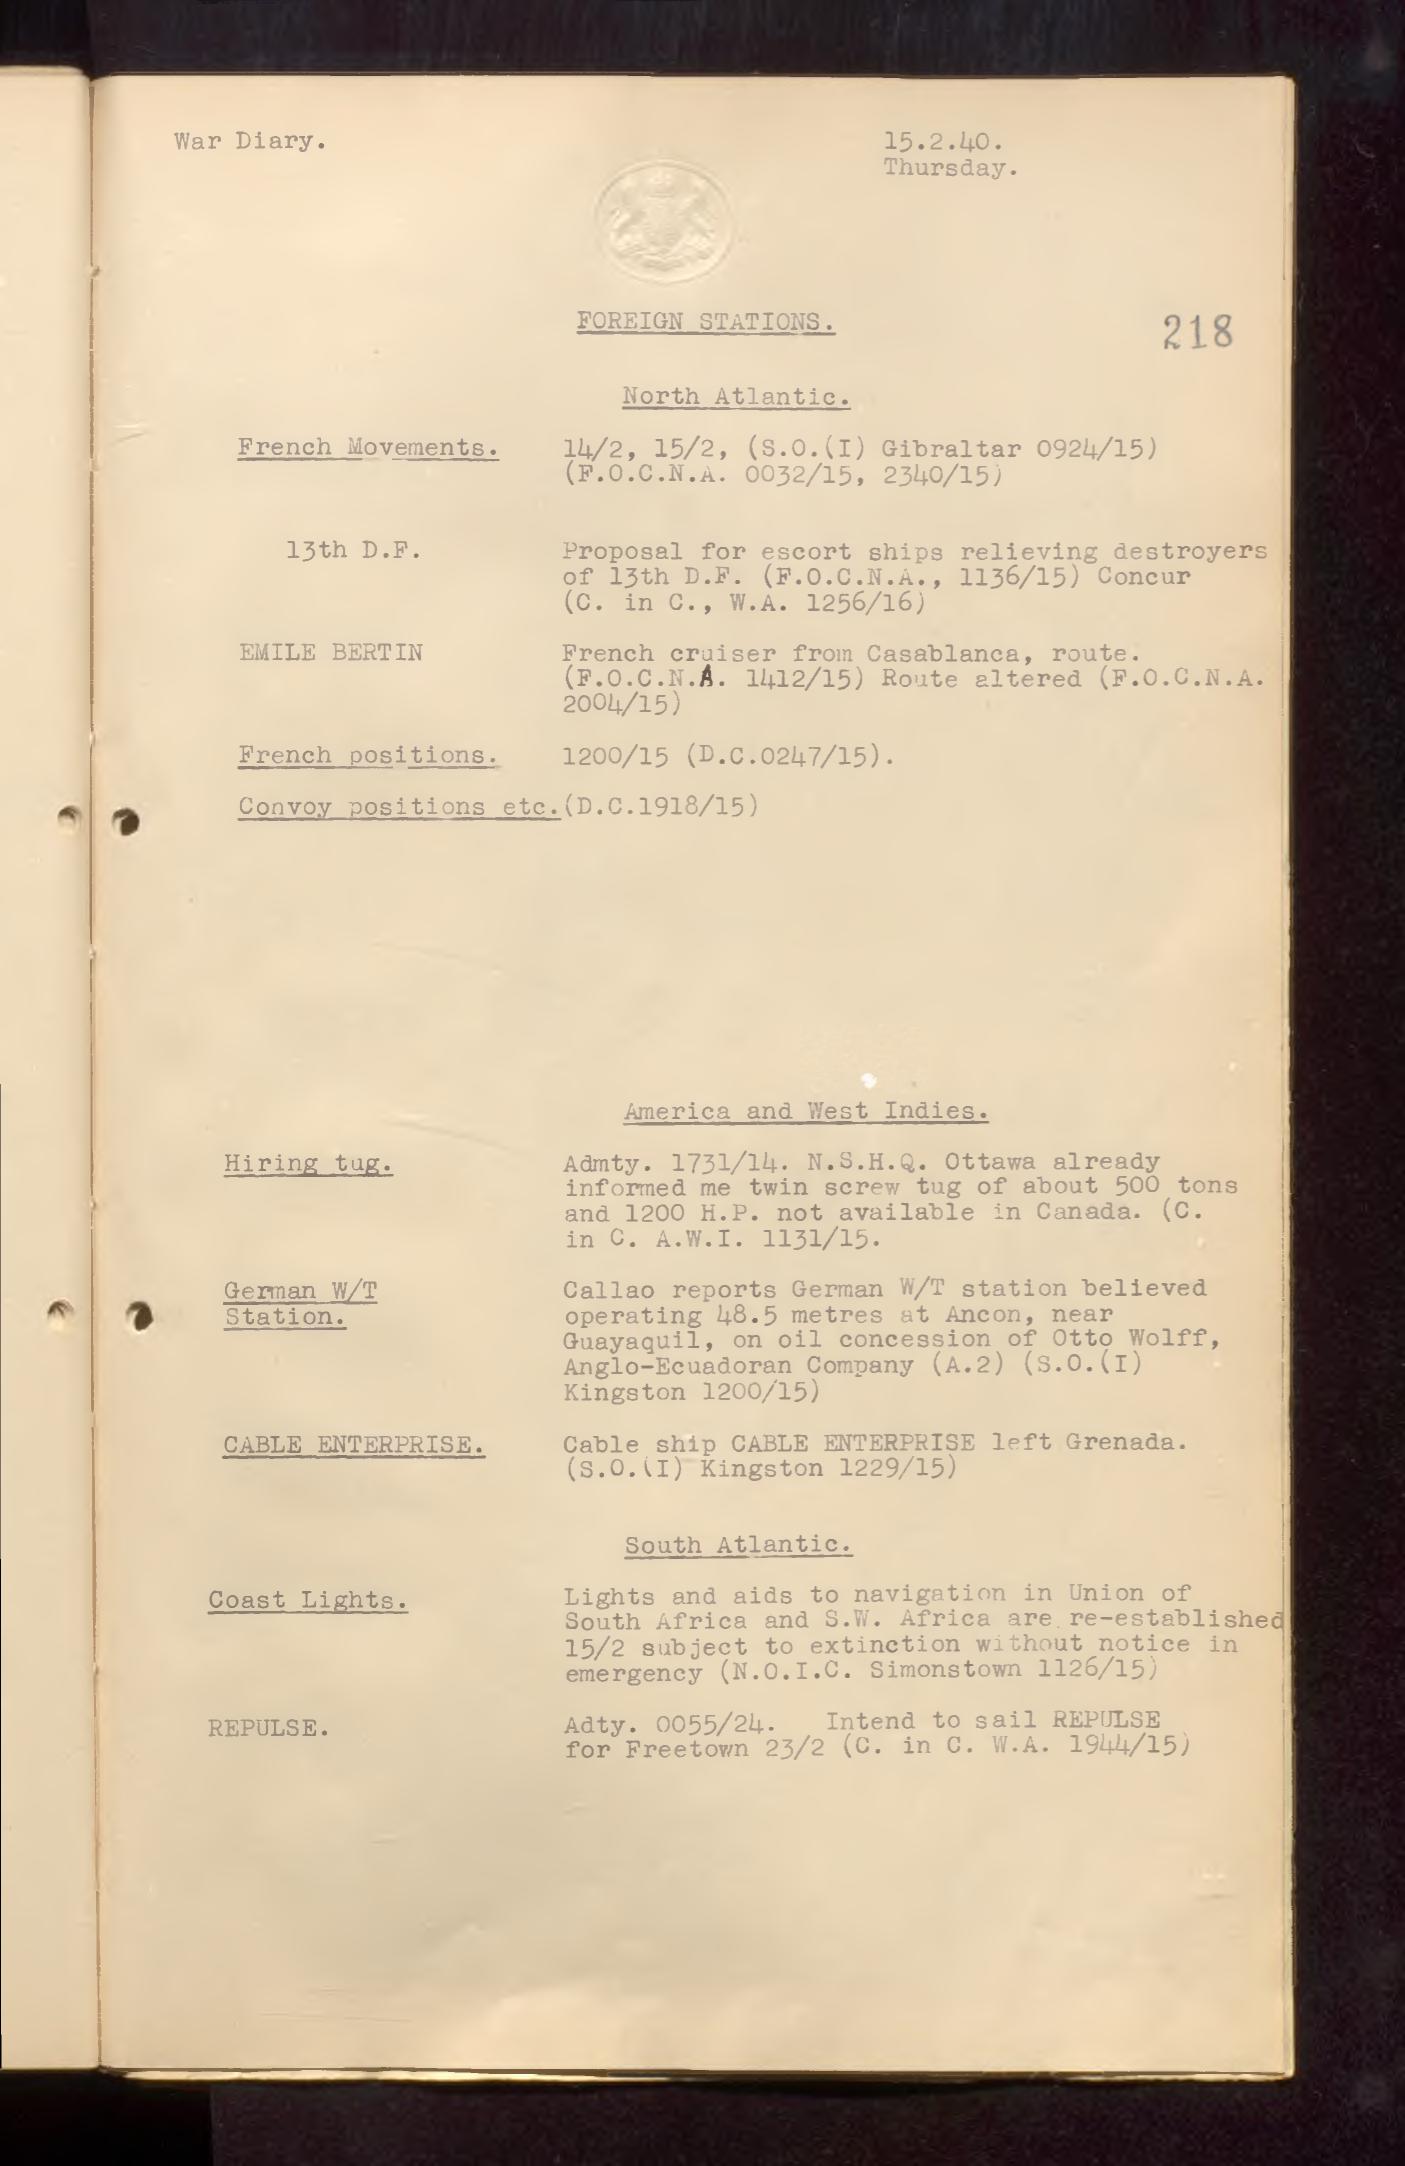 War Diary.
15.2.40.
Thursday.
FOREIGN STATIONS.
218
North Atlantic.
French Movements. 14/2, 15/2, (S.O.(I) Gibraltar 0924/15)
(F.O.C.N.A. 0032/15, 2340/15)
13th D.F. Proposal for escort ships relieving destroyers
of 13th D.F. (F.O.C.N.A., 1136/15) Concur
(C. in C., W.A. 1256/16)
EMILE BERTIN French cruiser from Casablanca, route.
(F.O.C.N.A. 1412/15) Route altered (F.O.C.N.A.
2004/15)
French positions. 1200/15 (D.C.0247/15).
Convoy positions etc.(D.C.1918/15)
America and West Indies.
Hiring tug. Admty. 1731/14. N.S.H.Q. Ottawa already
informed me twin screw tug of about 500 tons
and 1200 H.P. not available in Canada. (C.
in C. A.W.I. 1131/15.
German W/T Callao reports German W/T station believed
Station. operating 48.5 metres at Ancon, near
Guayaquil, on oil concession of Otto Wolff,
Anglo-Ecuadoran Company (A.2) (S.O.(I)
Kingston 1200/15)
CABLE ENTERPRISE. Cable ship CABLE ENTERPRISE left Grenada.
(S.O.(I) Kingston 1229/15)
South Atlantic.
Coast Lights. Lights and aids to navigation in Union of
South Africa and S.W. Africa are re-established
15/2 subject to extinction without notice in
emergency (N.O.I.C. Simonstown 1126/15)
REPULSE. Adty. 0055/24. Intend to sail REPULSE
for Freetown 23/2 (C. in C. W.A. 1944/15)